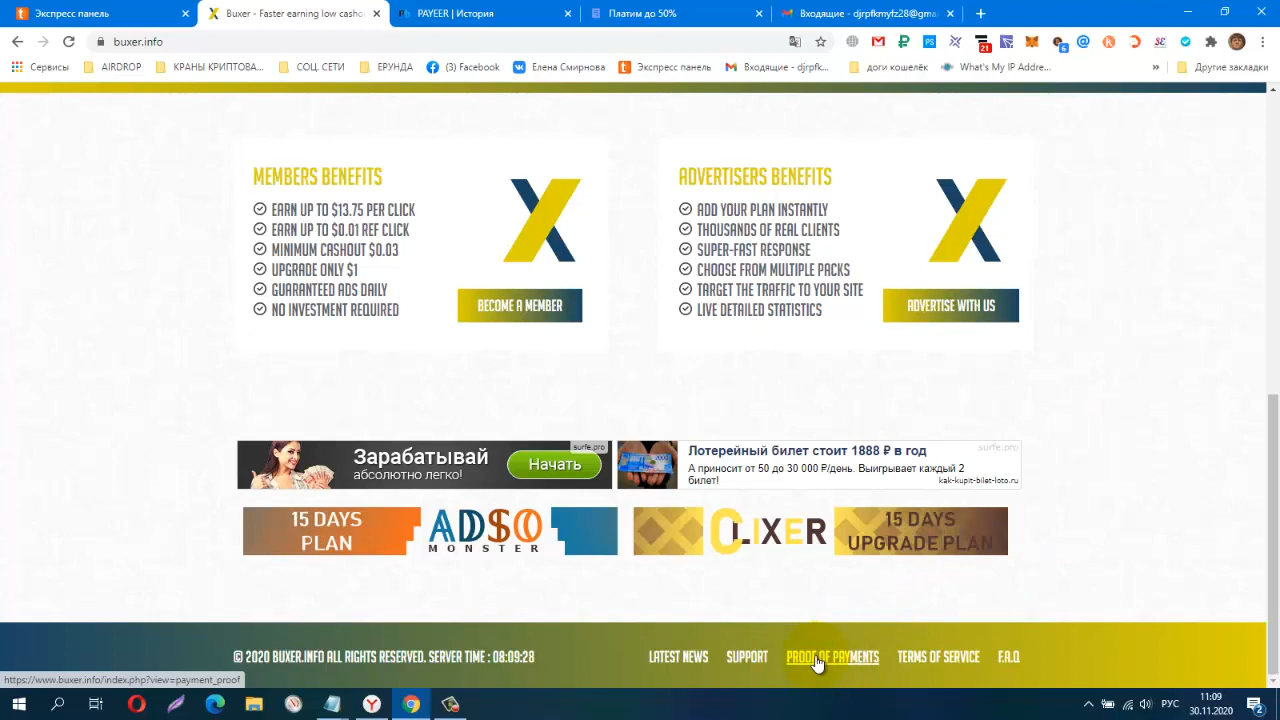 Экспресс панель
Buxer - Faster earning low casho
PAYEER | История
Платим до 50%
Входящие - djrpfkmyfz28@gma
buxer.info
21
6
Сервисы
AIRDROP
КРАНЫ КРИПТОВА...
СОЦ. СЕТИ
ЕРУНДА
(3) Facebook
Елена Смирнова
Экспресс панель
Входящие - djrpfk...
доги кошелёк
What's My IP Addre...
»
Другие закладки
MEMBERS BENEFITS
EARN UP TO $13.75 PER CLICK
EARN UP TO $0.01 REF CLICK
MINIMUM CASHOUT $0.03
UPGRADE ONLY $1
GUARANTEED ADS DAILY
NO INVESTMENT REQUIRED
BECOME A MEMBER
ADVERTISERS BENEFITS
ADD YOUR PLAN INSTANTLY
THOUSANDS OF REAL CLIENTS
SUPER-FAST RESPONSE
CHOOSE FROM MULTIPLE PACKS
TARGET THE TRAFFIC TO YOUR SITE
LIVE DETAILED STATISTICS
ADVERTISE WITH US
surfe.pro
Зарабатывай
абсолютно легко!
Начать
surfe.pro
Лотерейный билет стоит 1888 ₽ в год
А приносит от 50 до 30 000 ₽/день. Выигрывает каждый 2
билет!
kak-kupit-bilet-loto.ru
15 DAYS
PLAN
ADSO
MONSTER
CLIXER
15 DAYS
UPGRADE PLAN
© 2020 BUXER.INFO ALL RIGHTS RESERVED. SERVER TIME : 08:09:28
LATEST NEWS
SUPPORT
PROOF OF PAYMENTS
TERMS OF SERVICE
F.A.Q
https://www.buxer.info/index.php?view=payment_proof
РУС
11:09
30.11.2020
2